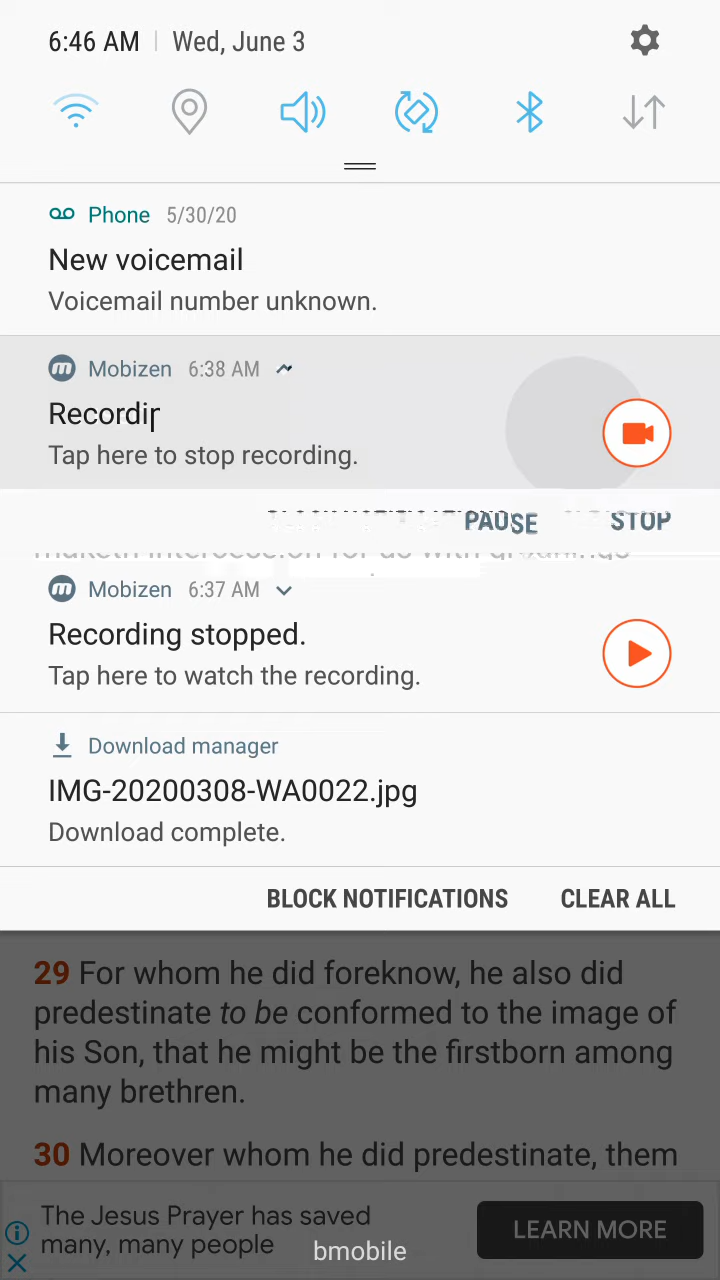 6:46 AM | Wed, June 3
Phone 5/30/20
New voicemail
Voicemail number unknown.
Mobizen 6:38 AM
Tap here to stop recording.
PAUSE STOP
Mobizen 6:37 AM
Recording stopped.
Tap here to watch the recording.
Download manager
IMG-20200308-WA0022.jpg
Download complete.
BLOCK NOTIFICATIONS CLEAR ALL
29 For whom he did foreknow, he also did
predestinate to be conformed to the image of
his Son, that he might be the firstborn among
many brethren.
30 Moreover whom he did predestinate, them
The Jesus Prayer has saved
many, many people
LEARN MORE
bmobile